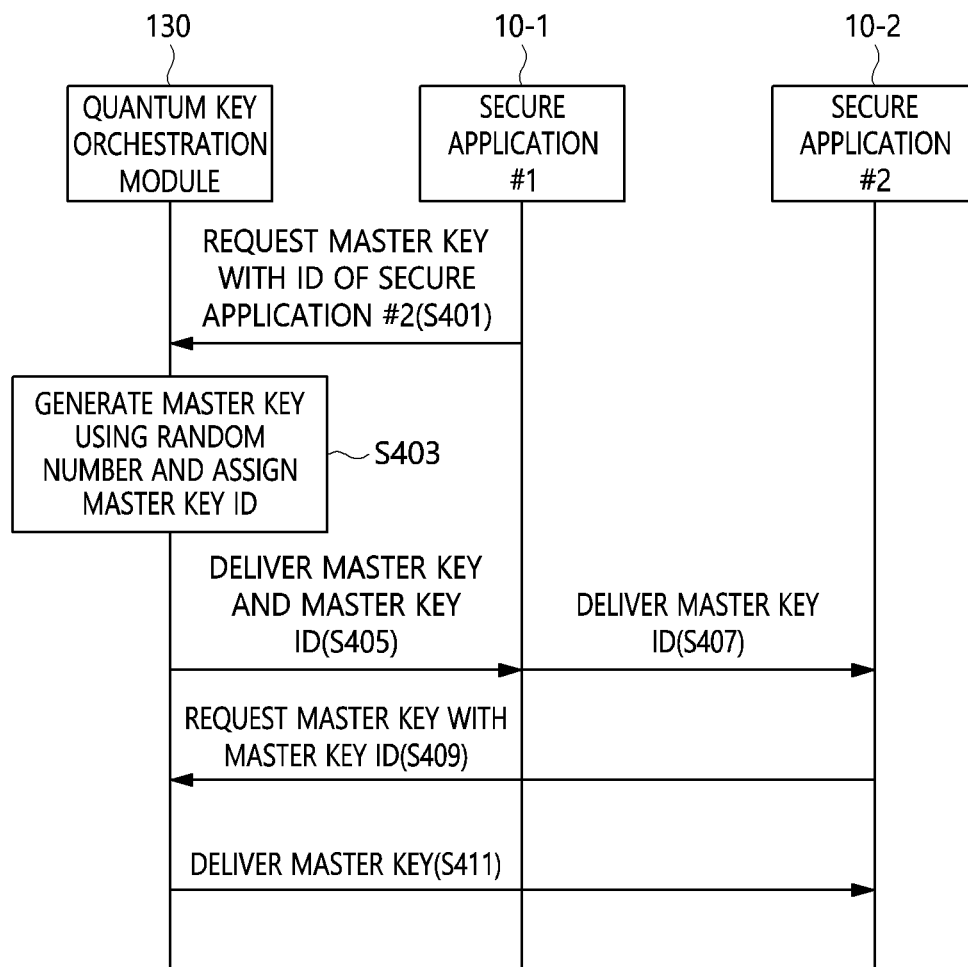 130
10-1
10-2
QUANTUM KEY
ORCHESTRATION
MODULE
SECURE
APPLICATION
#1
SECURE
APPLICATION
#2
REQUEST MASTER KEY
WITH ID OF SECURE
APPLICATION #2(S401)
GENERATE MASTER KEY
USING RANDOM
NUMBER AND ASSIGN
MASTER KEY ID
S403
DELIVER MASTER KEY
AND MASTER KEY
ID(S405)
DELIVER MASTER KEY
ID(S407)
REQUEST MASTER KEY WITH
MASTER KEY ID(S409)
DELIVER MASTER KEY(S411)